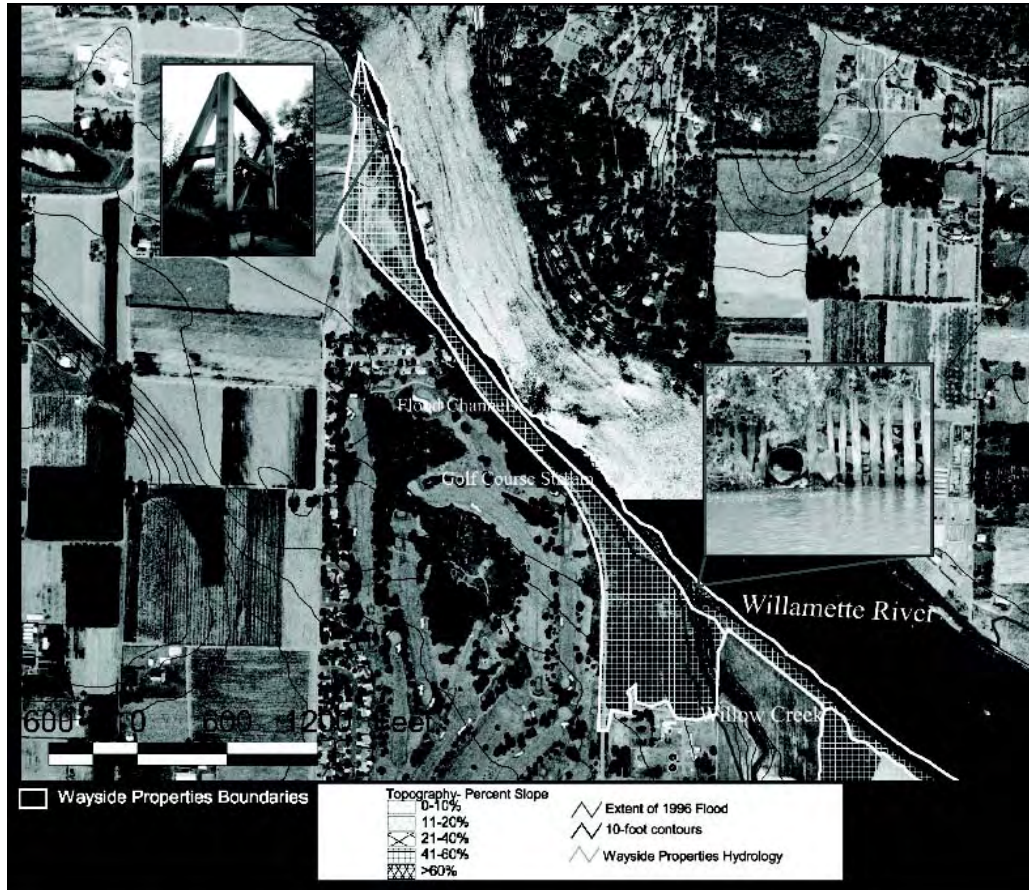 Flood Channel
Golf Course Stream
Willamette River
Willow Creek
600
600
1200 Feet
Wayside Properties Boundaries
Topography- Percent Slope
0-10%
11-20%
21-40%
41-60%
>60%
Extent of 1996 Flood
10-foot contours
Wayside Properties Hydrology